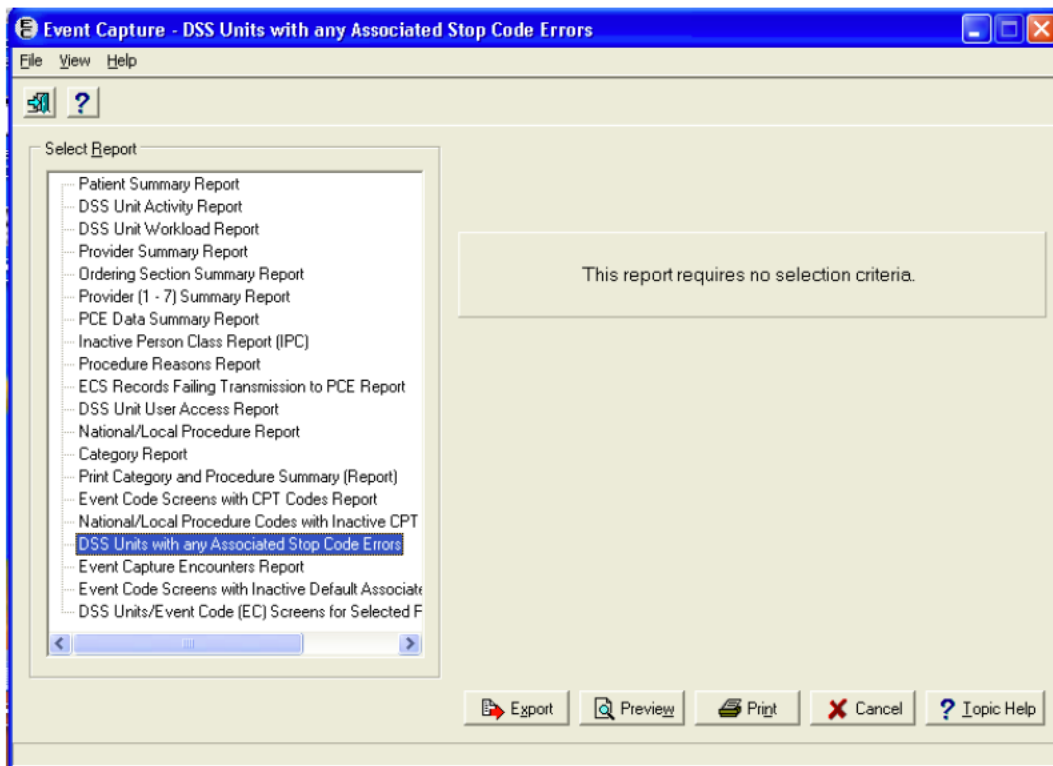 Event Capture - DSS Units with any Associated Stop Code Errors
File View Help
Select Report
Patient Summary Report
DSS Unit Activity Report
DSS Unit Workload Report
Provider Summary Report
Ordering Section Summary Report
Provider (1 - 7) Summary Report
PCE Data Summary Report
Inactive Person Class Report (IPC)
Procedure Reasons Report
ECS Records Failing Transmission to PCE Report
DSS Unit User Access Report
National/Local Procedure Report
Category Report
Print Category and Procedure Summary (Report)
Event Code Screens with CPT Codes Report
National/Local Procedure Codes with Inactive CPT
DSS Units with any Associated Stop Code Errors
Event Capture Encounters Report
Event Code Screens with Inactive Default Associate
DSS Units/Event Code (EC) Screens for Selected F
This report requires no selection criteria.
Export Preview Print Cancel ? Topic Help